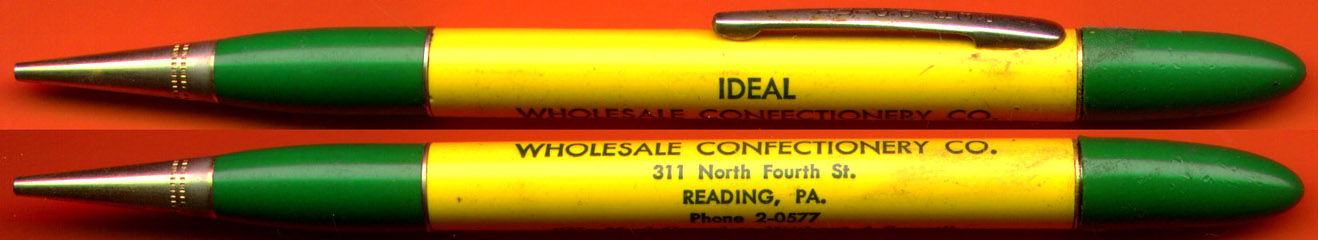 IDEAL
WHOLESALE CONFECTIONERY CO.
WHOLESALE CONFECTIONERY CO.
311 North Fourth St.
READING, PA.
Phone 2-0577